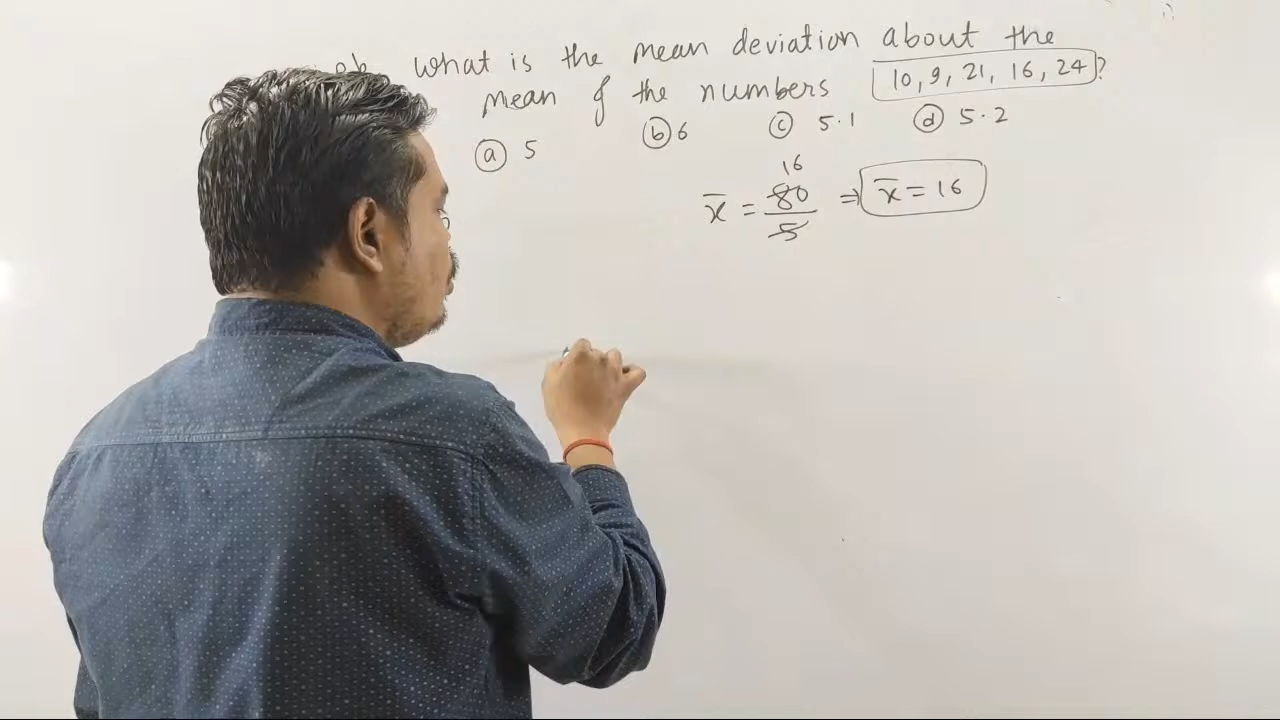 what is the mean deviation about the
mean of the numbers 10, 9, 21, 16, 24?
(a) 5 (b) 6 (c) 5.1 (d) 5.2
x̄ = 80/5 16 ⇒ x̄ = 16